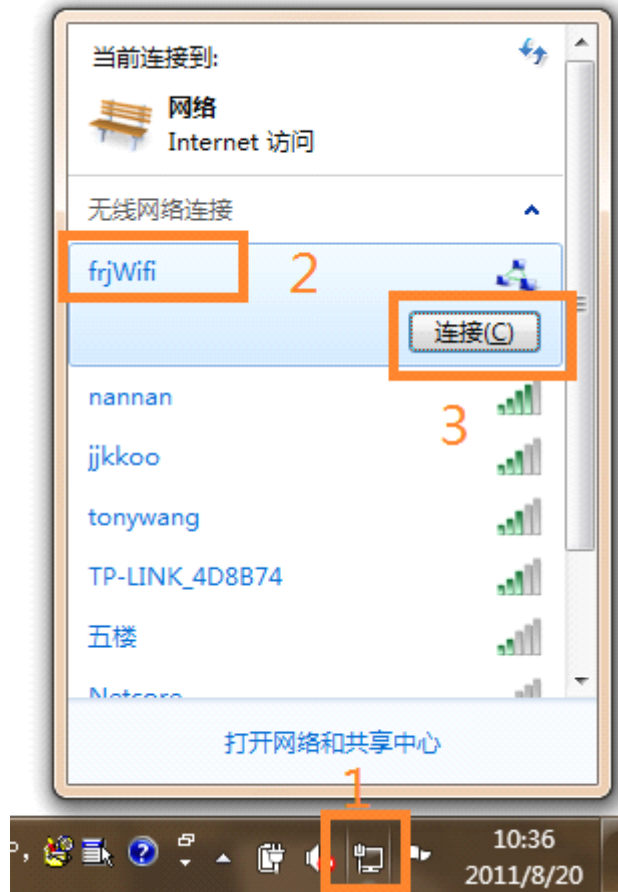 当前连接到:
网络
Internet 访问
无线网络连接
frjWifi
2
连接(C)
nannan
3
jjkkoo
tonywang
TP-LINK_4D8B74
五楼
Netcore
打开网络和共享中心
1
10:36
2011/8/20